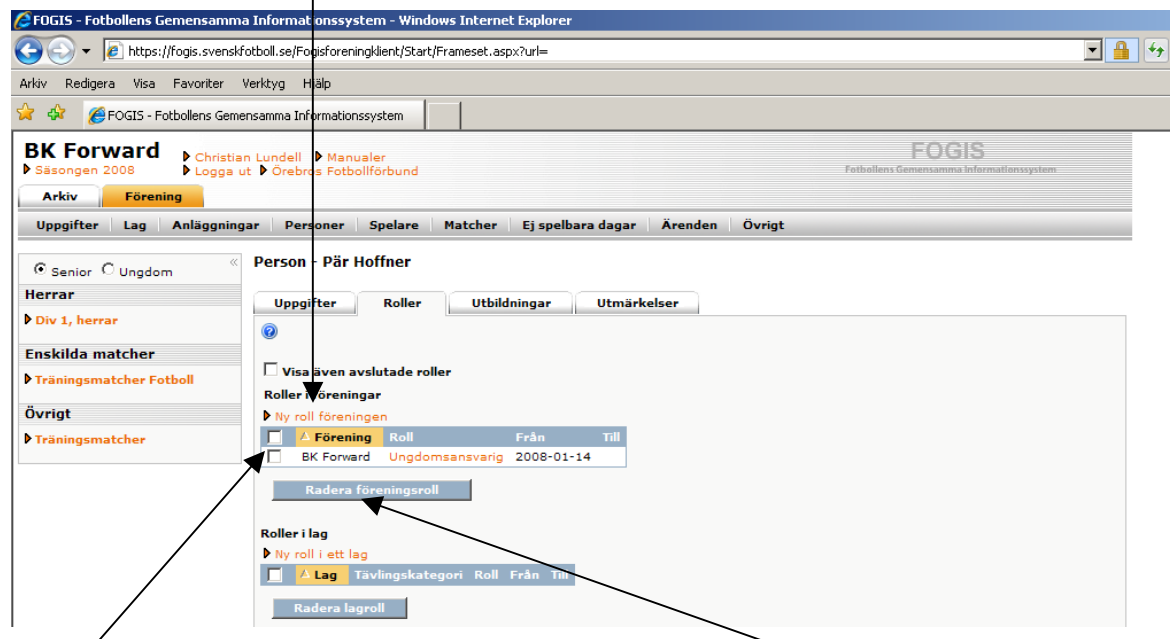 FOGIS - Fotbollens Gemensamma Informationssystem - Windows Internet Explorer
https://fogis.svenskfotboll.se/Fogisforeningklient/Start/Frameset.aspx?url=
Arkiv Redigera Visa Favoriter Verktyg Hjälp
FOGIS - Fotbollens Gemensamma Informationssystem
BK Forward
Säsongen 2008
Christian Lundell Manualer
Logga ut Örebros Fotbollförbund
FOGIS
Fotbollens Gemensamma Informationssystem
Arkiv Förening
Uppgifter Lag Anläggningar Personer Spelare Matcher Ej spelbara dagar Ärenden Övrigt
Senior Ungdom
Herrar
Div 1, herrar
Enskilda matcher
Träningsmatcher Fotboll
Övrigt
Träningsmatcher
Person - Pär Hoffner
Uppgifter Roller Utbildningar Utmärkelser
Visa även avslutade roller
Roller i föreningar
Ny roll föreningen
Förening Roll Från Till
BK Forward Ungdomsansvarig 2008-01-14
Radera föreningsroll
Roller i lag
Ny roll i ett lag
Lag Tävlingskategori Roll Från Till
Radera lagroll